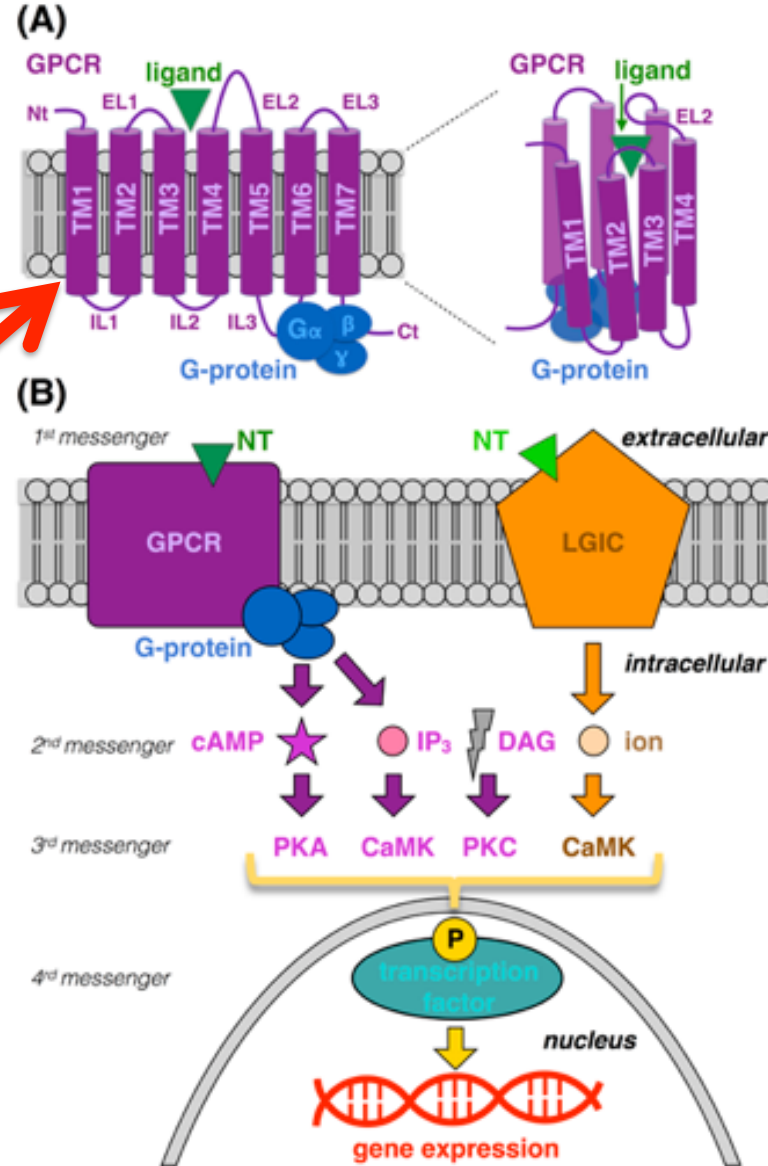 (A)
GPCR
ligand
Nt
EL1
EL2
EL3
TM1
TM2
TM3
TM4
TM5
TM6
TM7
IL1
IL2
IL3
Gα
β
γ
Ct
G-protein
GPCR
ligand
EL2
TM1
TM2
TM3
TM4
G-protein
(B)
1st messenger
NT
NT
extracellular
GPCR
LGIC
G-protein
intracellular
2nd messenger
cAMP
IP₃
DAG
ion
3rd messenger
PKA
CaMK
PKC
CaMK
P
4rd messenger
transcription
factor
nucleus
gene expression